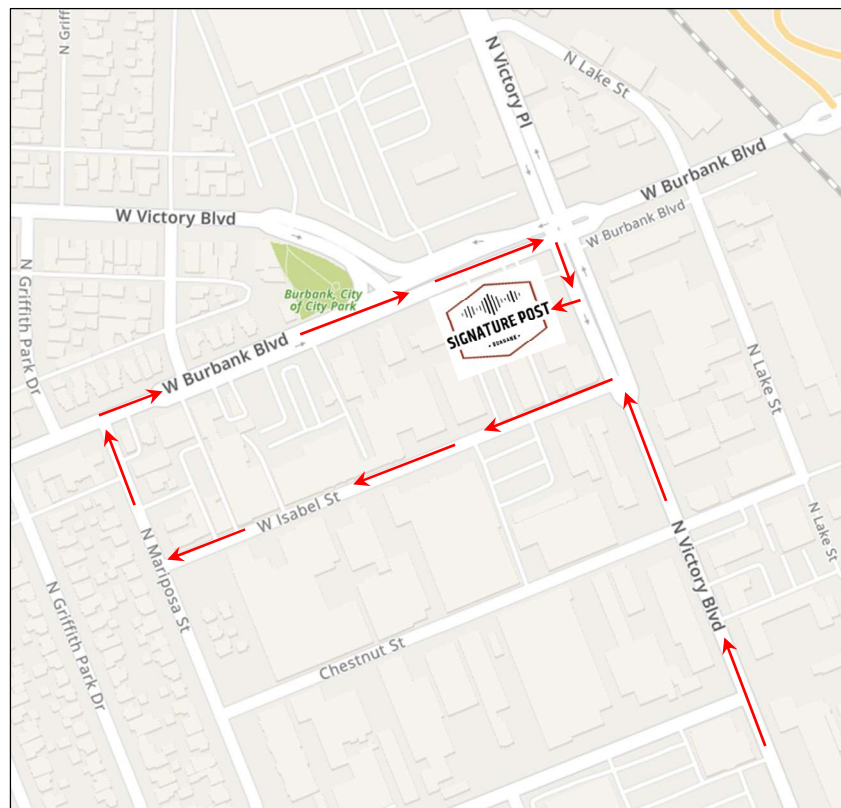 N Griff
N Victory Pl
N Lake St
W Burbank Blvd
W Victory Blvd
W Burbank Blvd
N Griffith Park Dr
Burbank, City
of City Park
SIGNATURE POST
• BURBANK •
W Burbank Blvd
N Lake St
W Isabel St
N Mariposa St
N Victory Blvd
N Lake St
N Griffith Park Dr
Chestnut St